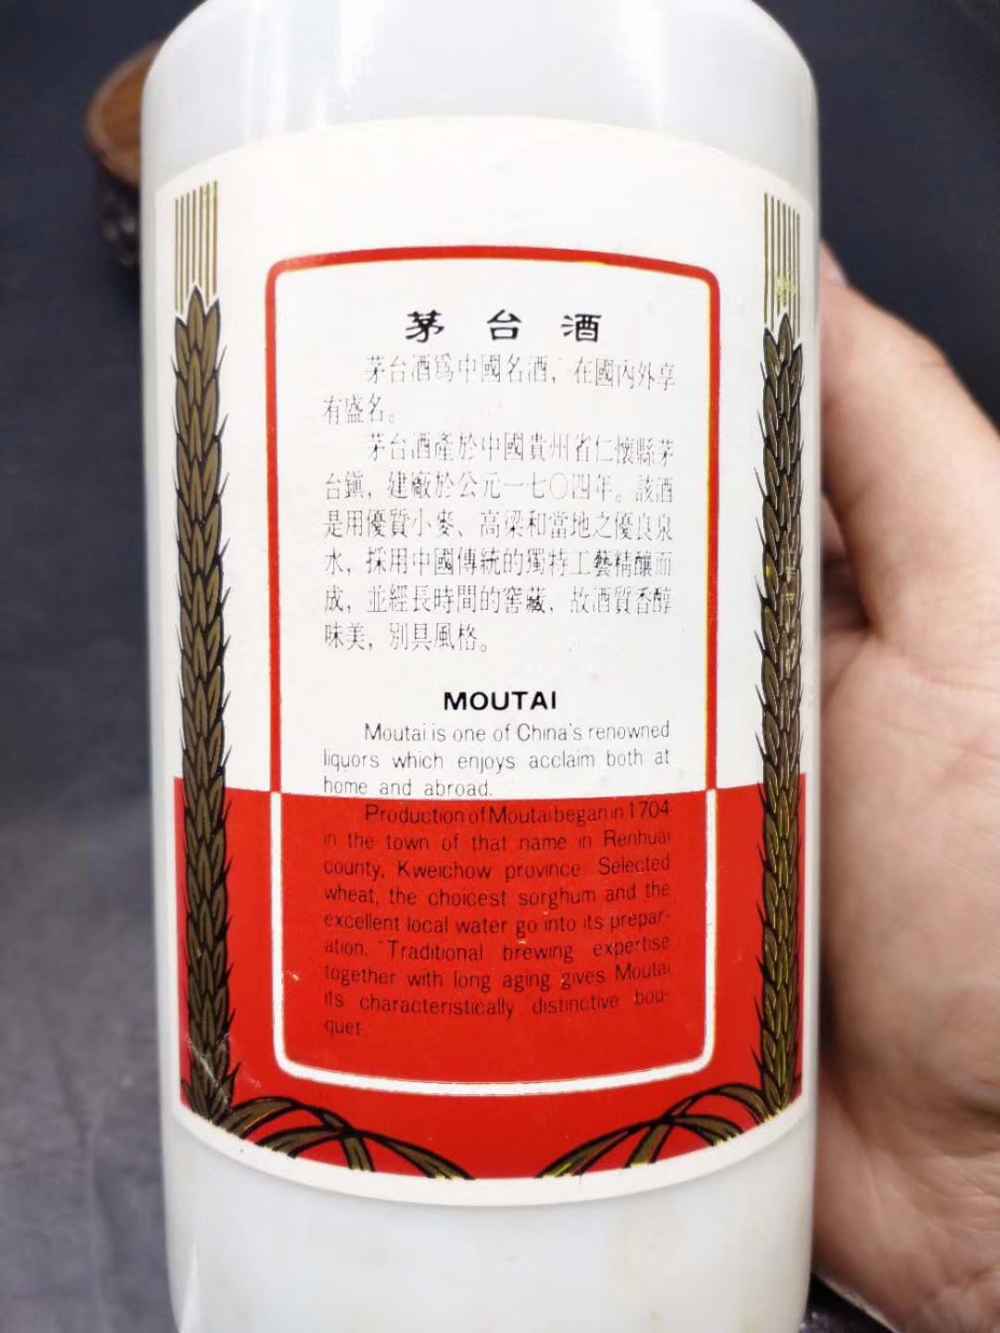 茅台酒
茅台酒爲中國名酒，在國內外享
有盛名。
茅台酒產於中國貴州省仁懷縣茅
台鎮，建廠於公元一七〇四年。該酒
是用優質小麥、高粱和當地之優良泉
水，採用中國傳統的獨特工藝精釀而
成，並經長時間的窖藏，故酒質香醇
味美，別具風格。
MOUTAI
Moutai is one of China's renowned
liquors which enjoys acclaim both at
home and abroad.
Production of Moutai began in 1704
in the town of that name in Renhuai
county, Kweichow province. Selected
wheat, the choicest sorghum and the
excellent local water go into its prepar-
ation. Traditional brewing expertise
together with long aging gives Moutai
its characteristically distinctive bou-
quet.